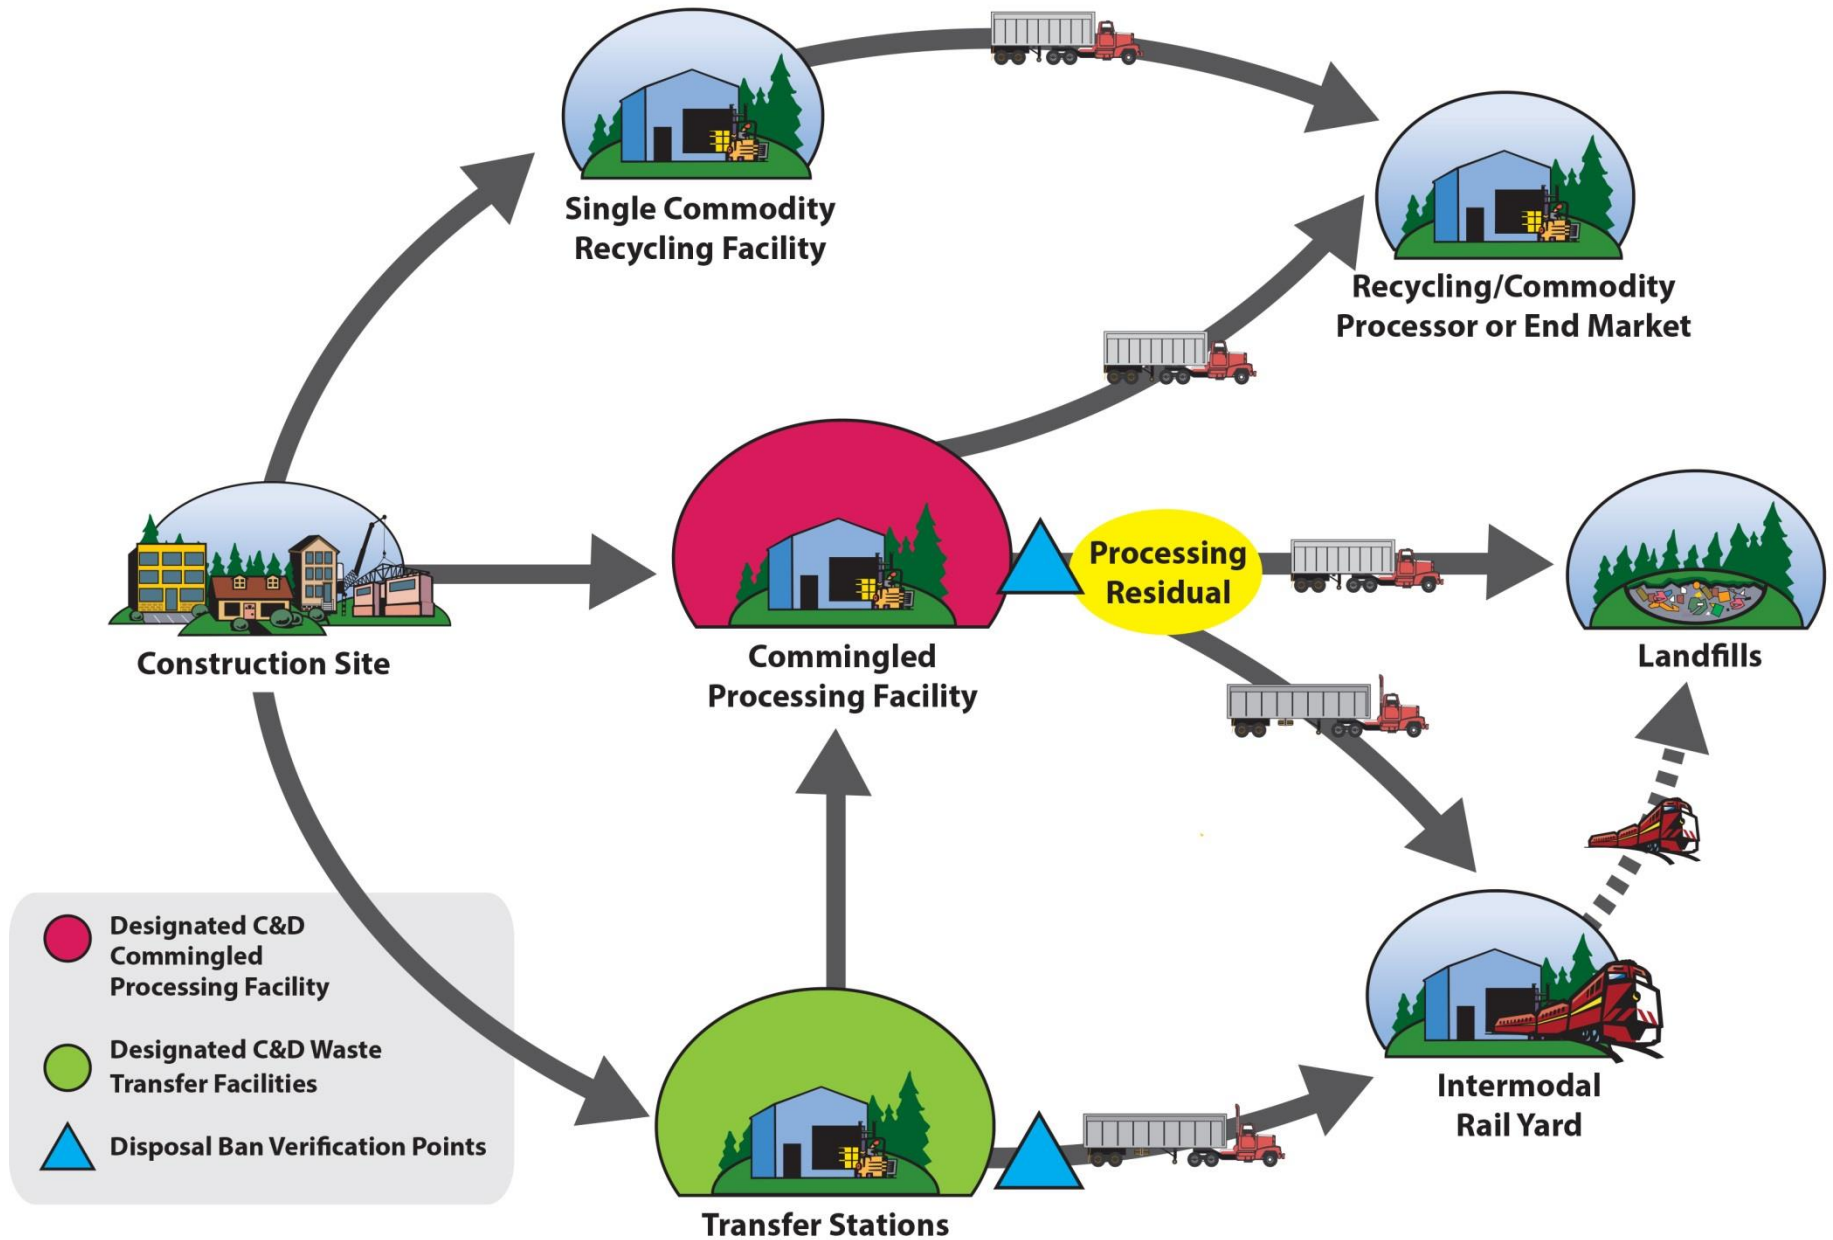 Single Commodity
Recycling Facility
Recycling/Commodity
Processor or End Market
Construction Site
Commingled
Processing Facility
Processing
Residual
Landfills
Designated C&D
Commingled
Processing Facility
Designated C&D Waste
Transfer Facilities
Disposal Ban Verification Points
Transfer Stations
Intermodal
Rail Yard